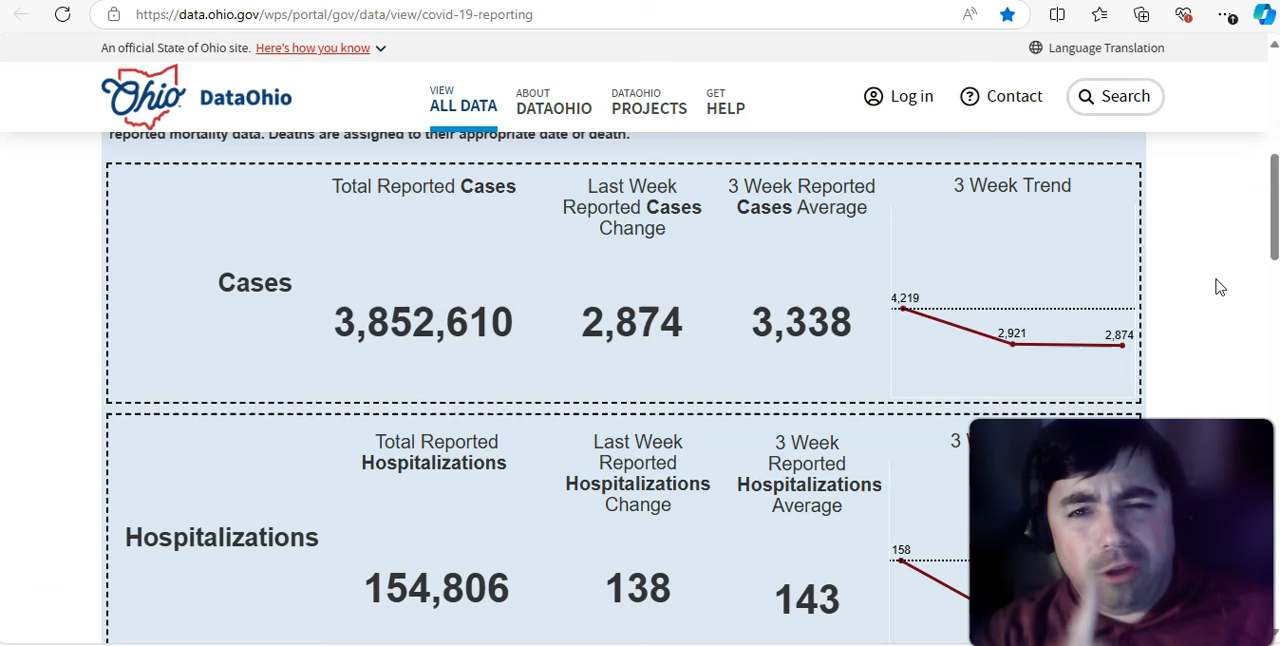 https://data.ohio.gov/wps/portal/gov/data/view/covid-19-reporting
An official State of Ohio site. Here's how you know
Language Translation
Ohio
DataOhio
VIEW
ALL DATA
ABOUT
DATAOHIO
DATAOHIO
PROJECTS
GET
HELP
Log in
Contact
Search
reported mortality data. Deaths are assigned to their appropriate date of death.
Total Reported Cases
Last Week
Reported Cases
Change
3 Week Reported
Cases Average
3 Week Trend
Cases
3,852,610
2,874
3,338
4,219
2,921
2,874
Total Reported
Hospitalizations
Last Week
Reported
Hospitalizations
Change
3 Week
Reported
Hospitalizations
Average
3
Hospitalizations
154,806
138
143
158